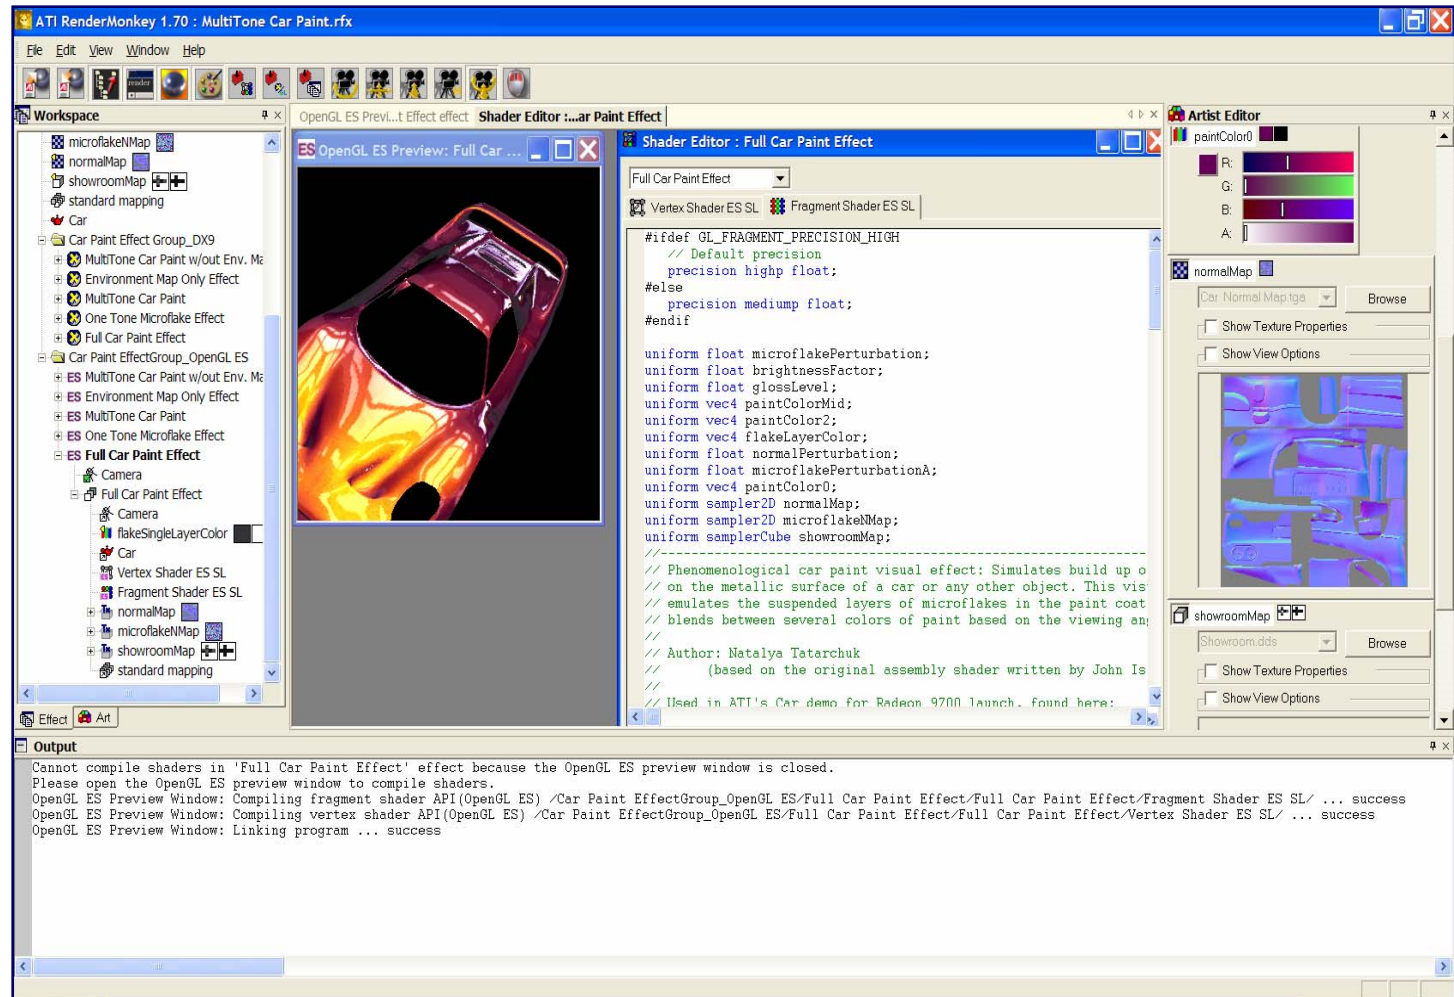 ATI RenderMonkey 1.70 : MultiTone Car Paint.rfx
File Edit View Window Help
render
Workspace
microflakeNMap
normalMap
showroomMap
standard mapping
Car
Car Paint Effect Group_DX9
MultiTone Car Paint w/out Env. Ma
Environment Map Only Effect
MultiTone Car Paint
One Tone Microflake Effect
Full Car Paint Effect
Car Paint EffectGroup_OpenGL ES
ES MultiTone Car Paint w/out Env. Ma
ES Environment Map Only Effect
ES MultiTone Car Paint
ES One Tone Microflake Effect
ES Full Car Paint Effect
Camera
Full Car Paint Effect
Camera
flakeSingleLayerColor
Car
Vertex Shader ES SL
Fragment Shader ES SL
normalMap
microflakeNMap
showroomMap
standard mapping
Effect Art
OpenGL ES Previ...t Effect effect Shader Editor :...ar Paint Effect
ES OpenGL ES Preview: Full Car ...
Shader Editor : Full Car Paint Effect
Full Car Paint Effect
Vertex Shader ES SL Fragment Shader ES SL
#ifdef GL_FRAGMENT_PRECISION_HIGH
// Default precision
precision highp float;
#else
precision mediump float;
#endif
uniform float microflakePerturbation;
uniform float brightnessFactor;
uniform float glossLevel;
uniform vec4 paintColorMid;
uniform vec4 paintColor2;
uniform vec4 flakeLayerColor;
uniform float normalPerturbation;
uniform float microflakePerturbationA;
uniform vec4 paintColor0;
uniform sampler2D normalMap;
uniform sampler2D microflakeNMap;
uniform samplerCube showroomMap;
//------------------------------------------------------------
// Phenomenological car paint visual effect: Simulates build up o
// on the metallic surface of a car or any other object. This vis
// emulates the suspended layers of microflakes in the paint coat
// blends between several colors of paint based on the viewing an
//
// Author: Natalya Tatarchuk
// (based on the original assembly shader written by John Is
//
// Used in ATI's Car demo for Radeon 9700 launch, found here:
Artist Editor
paintColor0
R:
G:
B:
A:
normalMap
Car Normal Map.tga Browse
Show Texture Properties
Show View Options
showroomMap
Showroom.dds Browse
Show Texture Properties
Show View Options
Output
Cannot compile shaders in 'Full Car Paint Effect' effect because the OpenGL ES preview window is closed.
Please open the OpenGL ES preview window to compile shaders.
OpenGL ES Preview Window: Compiling fragment shader API(OpenGL ES) /Car Paint EffectGroup_OpenGL ES/Full Car Paint Effect/Full Car Paint Effect/Fragment Shader ES SL/ ... success
OpenGL ES Preview Window: Compiling vertex shader API(OpenGL ES) /Car Paint EffectGroup_OpenGL ES/Full Car Paint Effect/Full Car Paint Effect/Vertex Shader ES SL/ ... success
OpenGL ES Preview Window: Linking program ... success